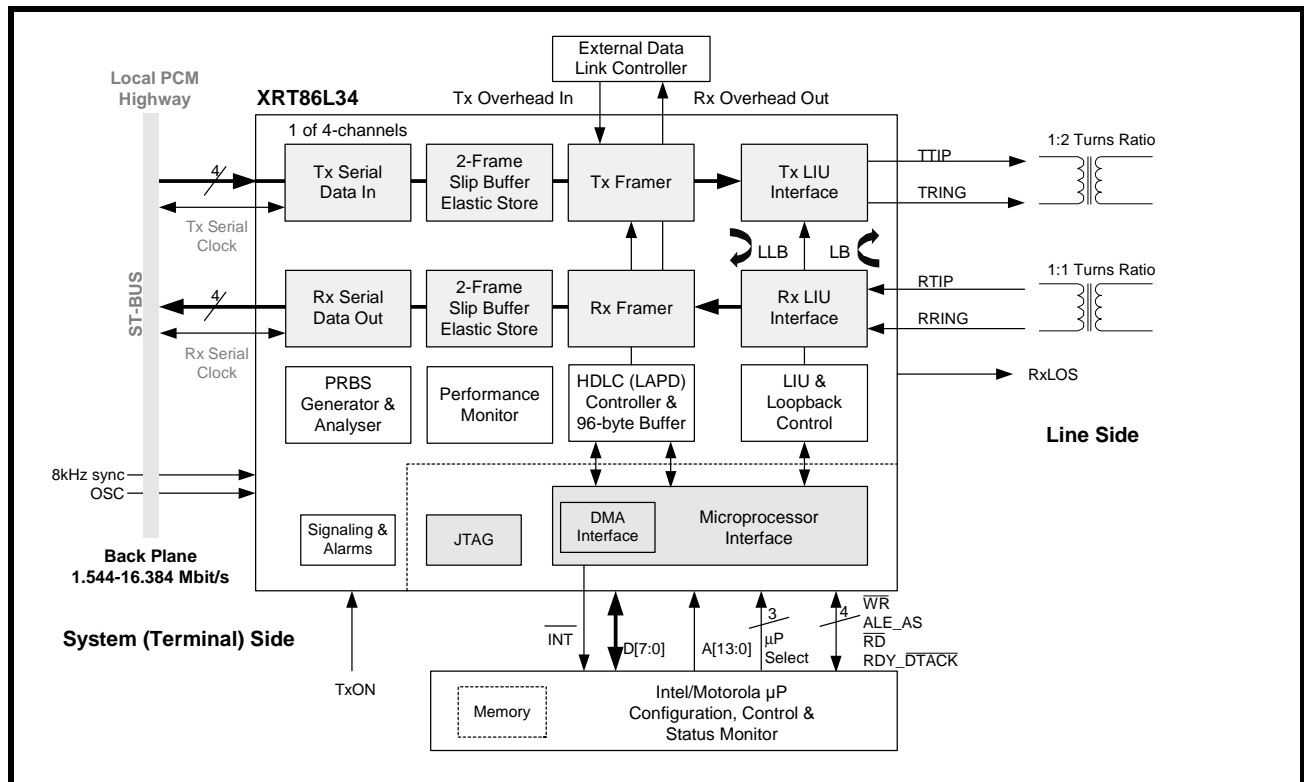 External Data
Link Controller
Local PCM
Highway
XRT86L34
Tx Overhead In
Rx Overhead Out
1 of 4-channels
1:2 Turns Ratio
4
Tx Serial
Data In
2-Frame
Slip Buffer
Elastic Store
Tx Framer
Tx LIU
Interface
TTIP
TRING
Tx Serial
Clock
LLB
LB
ST-BUS
1:1 Turns Ratio
4
Rx Serial
Data Out
2-Frame
Slip Buffer
Elastic Store
Rx Framer
Rx LIU
Interface
RTIP
RRING
Rx Serial
Clock
PRBS
Generator &
Analyser
Performance
Monitor
HDLC (LAPD)
Controller &
96-byte Buffer
LIU &
Loopback
Control
RxLOS
Line Side
8kHz sync
OSC
Signaling &
Alarms
JTAG
DMA
Interface
Microprocessor
Interface
Back Plane
1.544-16.384 Mbit/s
System (Terminal) Side
TxON
INT
D[7:0]
A[13:0]
3
µP
Select
4
WR
ALE_AS
RD
RDY_DTACK
Memory
Intel/Motorola µP
Configuration, Control &
Status Monitor